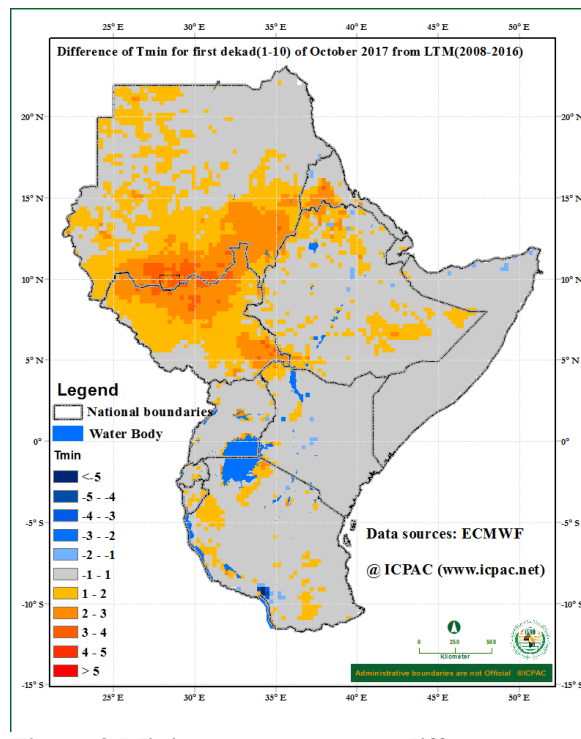 25° E 30° E 35° E 40° E 45° E 50° E
Difference of Tmin for first dekad(1-10) of October 2017 from LTM(2008-2016)
20° N
20° N
15° N
15° N
10° N
10° N
5° N
5° N
0°
0°
-5° S
-5° S
-10° S
-10° S
-15° S
-15° S
Legend
National boundaries
Water Body
Tmin
<-5
-5 - -4
-4 - -3
-3 - -2
-2 - -1
-1 - 1
1 - 2
2 - 3
3 - 4
4 - 5
> 5
Data sources: ECMWF
@ ICPAC (www.icpac.net)
0 250 500
Kilometer
Administrative boundaries are not Official ©ICPAC
25° E 30° E 35° E 40° E 45° E 50° E